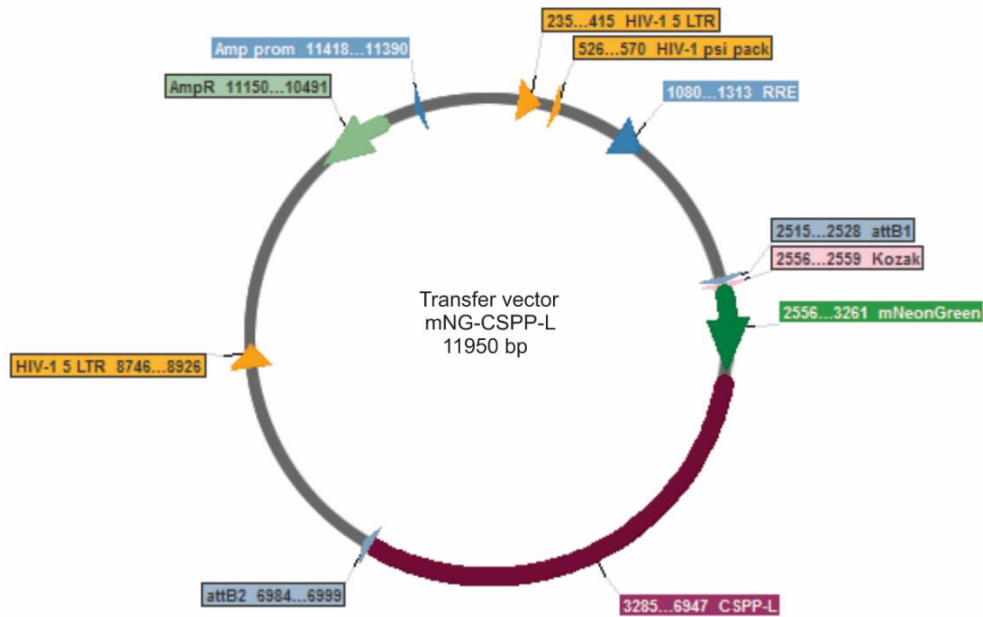 235...415 HIV-1 5 LTR
Amp prom 11418...11390
526...570 HIV-1 psi pack
AmpR 11150...10491
1080...1313 RRE
2515...2528 attB1
2556...2559 Kozak
Transfer vector
mNG-CSPP-L
11950 bp
2556...3261 mNeonGreen
HIV-1 5 LTR 8746...8926
attB2 6984...6999
3285...6947 CSPP-L